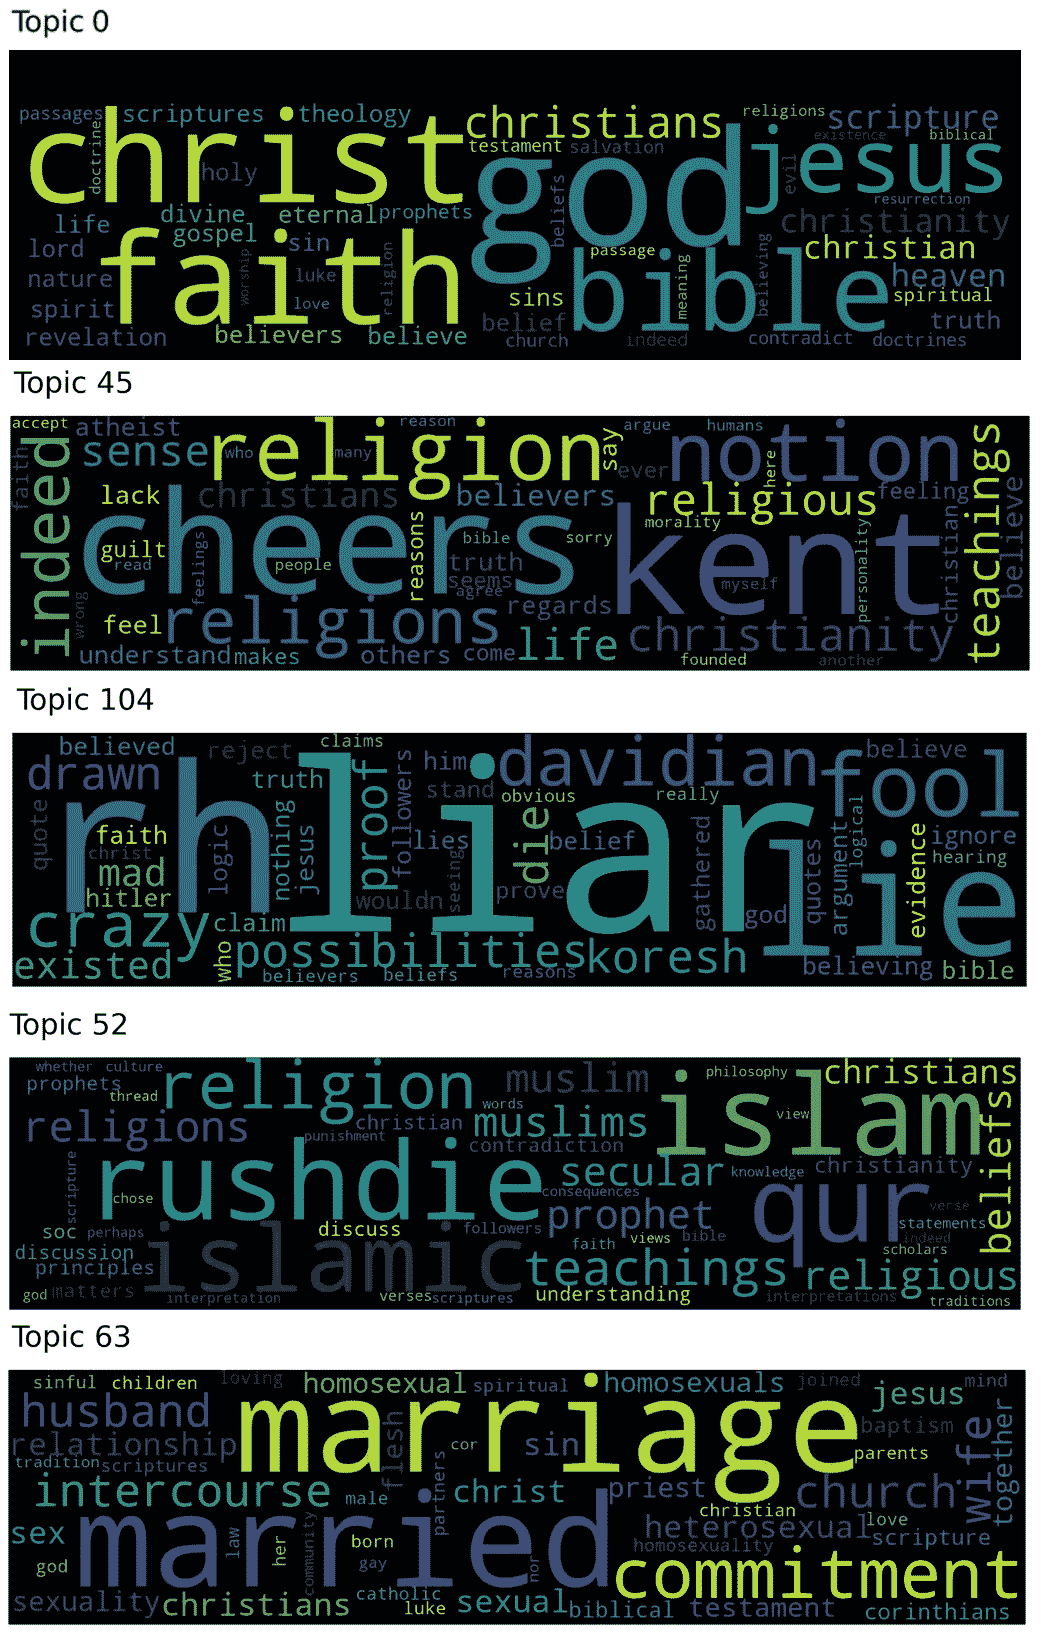 Topic 0
passages scriptures theology christians religions scripture
christ testament salvation existence biblical
doctrine holy god jesus evil
life divine eternal prophets beliefs resurrection
lord gospel sin christianity
faith passage christian
nature worship luke religion bible meaning believing heaven
spirit love sins spiritual
revelation believers believe belief church indeed contradict truth doctrines
Topic 45
accept atheist religion reason argue humans
faith sense who many say ever notion here teachings
indeed lack christians believers religious feeling believe
cheers reasons morality kent christian
guilt read feelings people bible sorry truth personality
seems agree myself
wrong feel religions regards life christianity
understand makes others come founded another
Topic 104
believed reject claims him davidian believe
drawn truth proof followers stand obvious really fool
quote rh liar lie
faith christ logic nothing jesus lies die belief gathered logical ignore
mad seeing quotes argument evidence hearing
hitler wouldn prove god
crazy claim
existed who possibilities koresh believing bible
believers beliefs reasons
Topic 52
whether culture religion muslim philosophy christians
prophets thread words islam view
religions christian muslims beliefs
punishment contradiction
scripture rushdie secular knowledge christianity
chose consequences qur verse
soc perhaps discuss followers prophet statements
discussion islamic faith views bible indeed scholars
principles teachings religious
god matters interpretation verses scriptures understanding interpretations traditions
Topic 63
sinful children loving homosexual spiritual homosexuals joined mind
husband marriage jesus
relationship flesh cor sin baptism wife together
tradition scriptures partners parents
intercourse male christ priest church
christian love
sex married law her community born heterosexual scripture
god gay nor homosexuality commitment
sexuality christians catholic luke sexual biblical testament corinthians